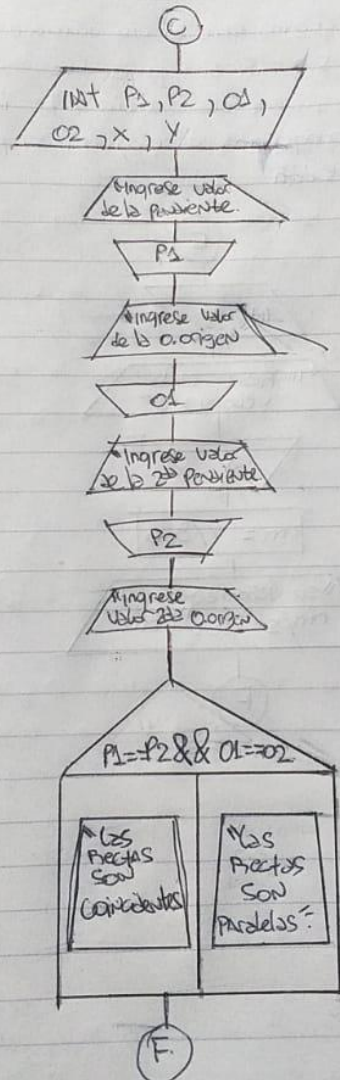 C
INt P1, P2, O1,
O2, X, Y
"Ingrese valor
de la Pendiente.
P1
"Ingrese valor
de la O.origen
O1
"Ingrese valor
de la 2da Pendiente
P2
"Ingrese
valor 2da O.origen
P1==P2 && O1==O2
"Las
Rectas
SON
Coincidentes
"Las
Rectas
SON
Paralelas"
F.